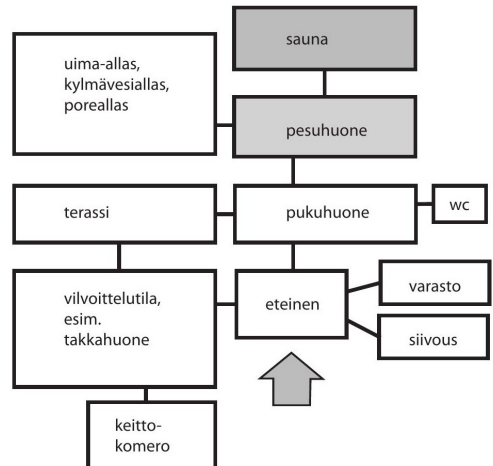 sauna
uima-allas,
kylmävesiallas,
poreallas
pesuhuone
terassi
pukuhuone
wc
vilvoittelutila,
esim.
takkahuone
eteinen
varasto
siivous
keitto-
komero